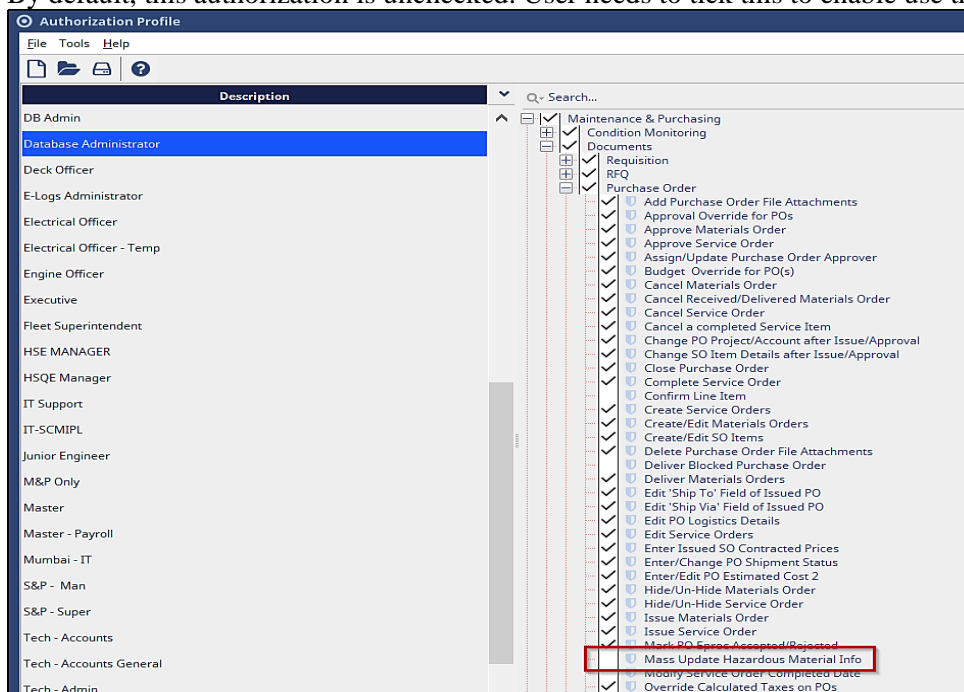 By default, this authorization is unchecked. User needs to tick this to enable use
Authorization Profile
File Tools Help
Description
DB Admin
Database Administrator
Deck Officer
E-Logs Administrator
Electrical Officer
Electrical Officer - Temp
Engine Officer
Executive
Fleet Superintendent
HSE MANAGER
HSQE Manager
IT Support
IT-SCMIPL
Junior Engineer
M&P Only
Master
Master - Payroll
Mumbai - IT
S&P - Man
S&P - Super
Tech - Accounts
Tech - Accounts General
Tech - Admin
Search...
Maintenance & Purchasing
Condition Monitoring
Documents
Requisition
RFQ
Purchase Order
Add Purchase Order File Attachments
Approval Override for POs
Approve Materials Order
Approve Service Order
Assign/Update Purchase Order Approver
Budget Override for PO(s)
Cancel Materials Order
Cancel Received/Delivered Materials Order
Cancel Service Order
Cancel a completed Service Item
Change PO Project/Account after Issue/Approval
Change SO Item Details after Issue/Approval
Close Purchase Order
Complete Service Order
Confirm Line Item
Create Service Orders
Create/Edit Materials Orders
Create/Edit SO Items
Delete Purchase Order File Attachments
Deliver Blocked Purchase Order
Deliver Materials Orders
Edit 'Ship To' Field of Issued PO
Edit 'Ship Via' Field of Issued PO
Edit PO Logistics Details
Edit Service Orders
Enter Issued SO Contracted Prices
Enter/Change PO Shipment Status
Enter/Edit PO Estimated Cost 2
Hide/Un-Hide Materials Order
Hide/Un-Hide Service Order
Issue Materials Order
Issue Service Order
Mark PO Epros Accepted/Rejected
Mass Update Hazardous Material Info
Modify Service Order Completed Date
Override Calculated Taxes on POs